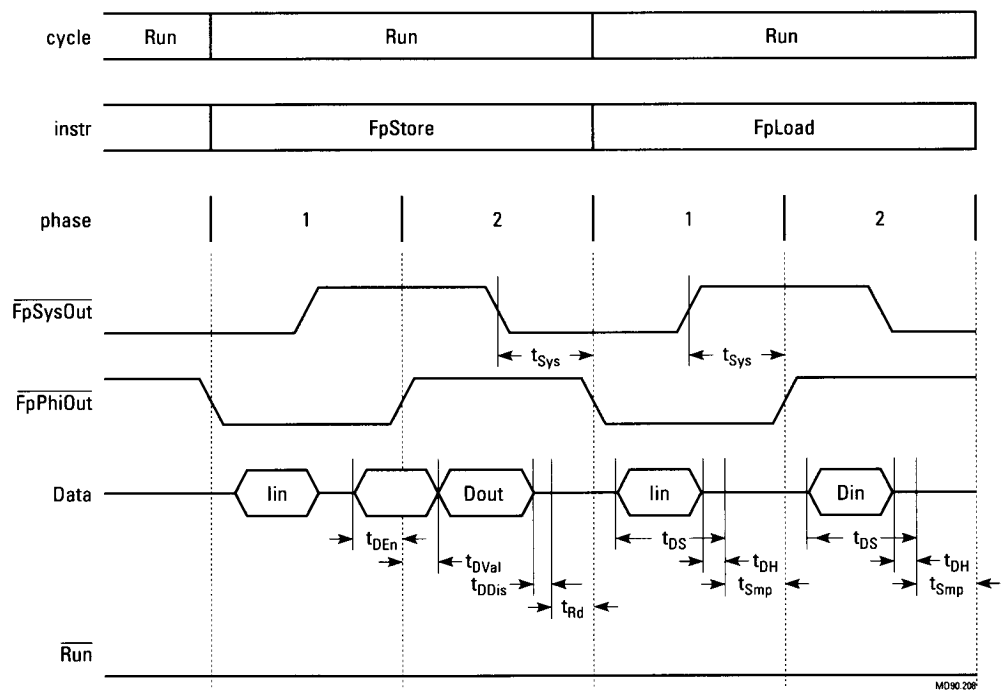 cycle Run Run Run
instr FpStore FpLoad
phase 1 2 1 2
FpSysOut
tSys tSys
FpPhiOut
Data Iin Dout Iin Din
tDEn tDS tDS
tDVal tDH tDH
tDDis tSmp tSmp
tRd
Run
MD90.208